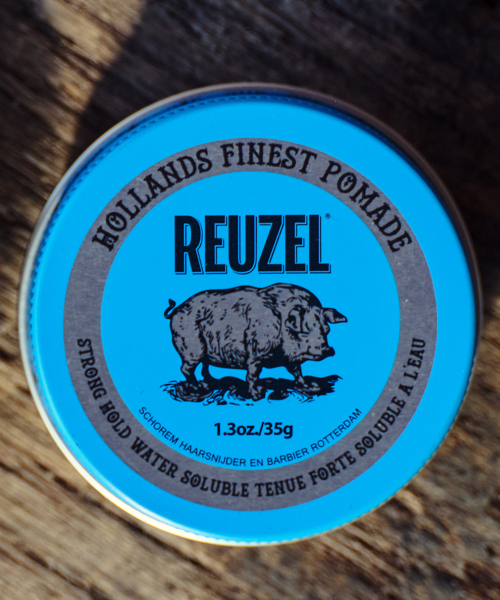 HOLLANDS FINEST POMADE
REUZEL
1.3oz./35g
SCHOREM HAARSNIJDER EN BARBIER ROTTERDAM
STRONG HOLD WATER SOLUBLE TENUE FORTE SOLUBLE A L'EAU